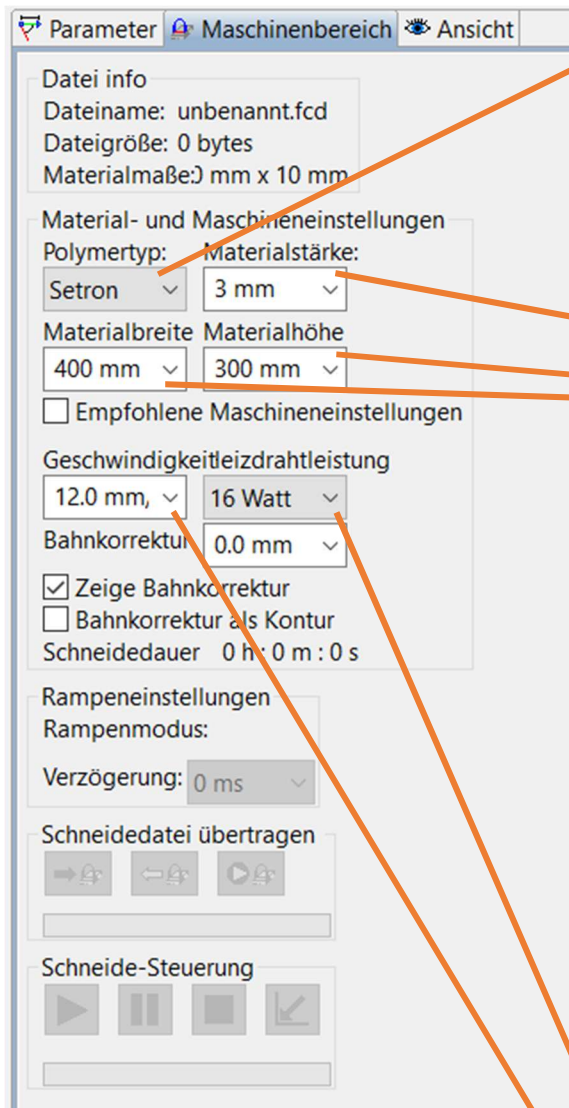 Parameter Maschinenbereich Ansicht
Datei info
Dateiname: unbenannt.fcd
Dateigröße: 0 bytes
Materialmaße:0 mm x 10 mm
Material- und Maschineneinstellungen
Polymertyp: Materialstärke:
Setron 3 mm
Materialbreite Materialhöhe
400 mm 300 mm
Empfohlene Maschineneinstellungen
Geschwindigkeitleizdrahtleistung
12.0 mm, 16 Watt
Bahnkorrektur 0.0 mm
Zeige Bahnkorrektur
Bahnkorrektur als Kontur
Schneidedauer 0 h : 0 m : 0 s
Rampeneinstellungen
Rampenmodus:
Verzögerung: 0 ms
Schneidedatei übertragen
Schneide-Steuerung